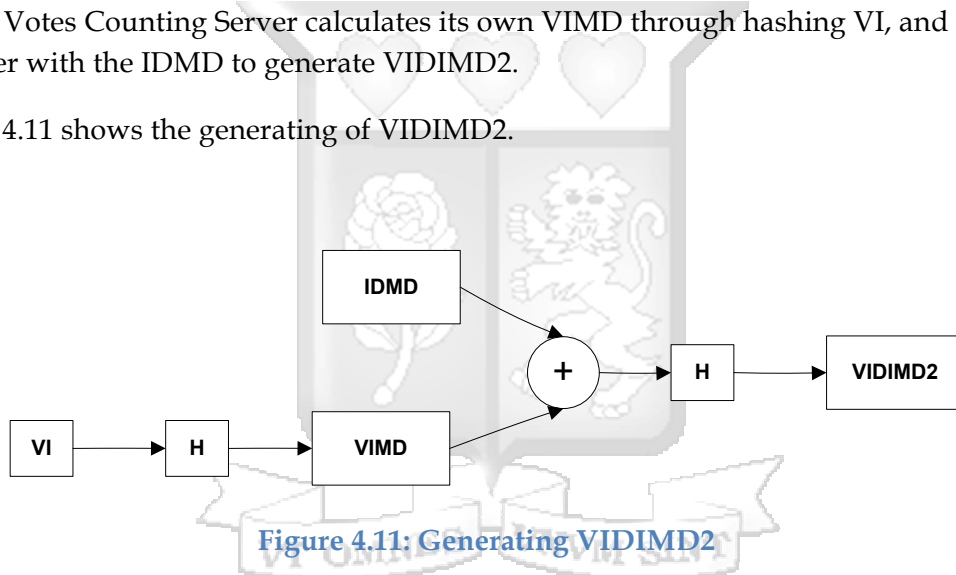 Votes Counting Server calculates its own VIMD through hashing VI, and
er with the IDMD to generate VIDIMD2.
4.11 shows the generating of VIDIMD2.
IDMD
+
H
VIDIMD2
VI
H
VIMD
Figure 4.11: Generating VIDIMD2